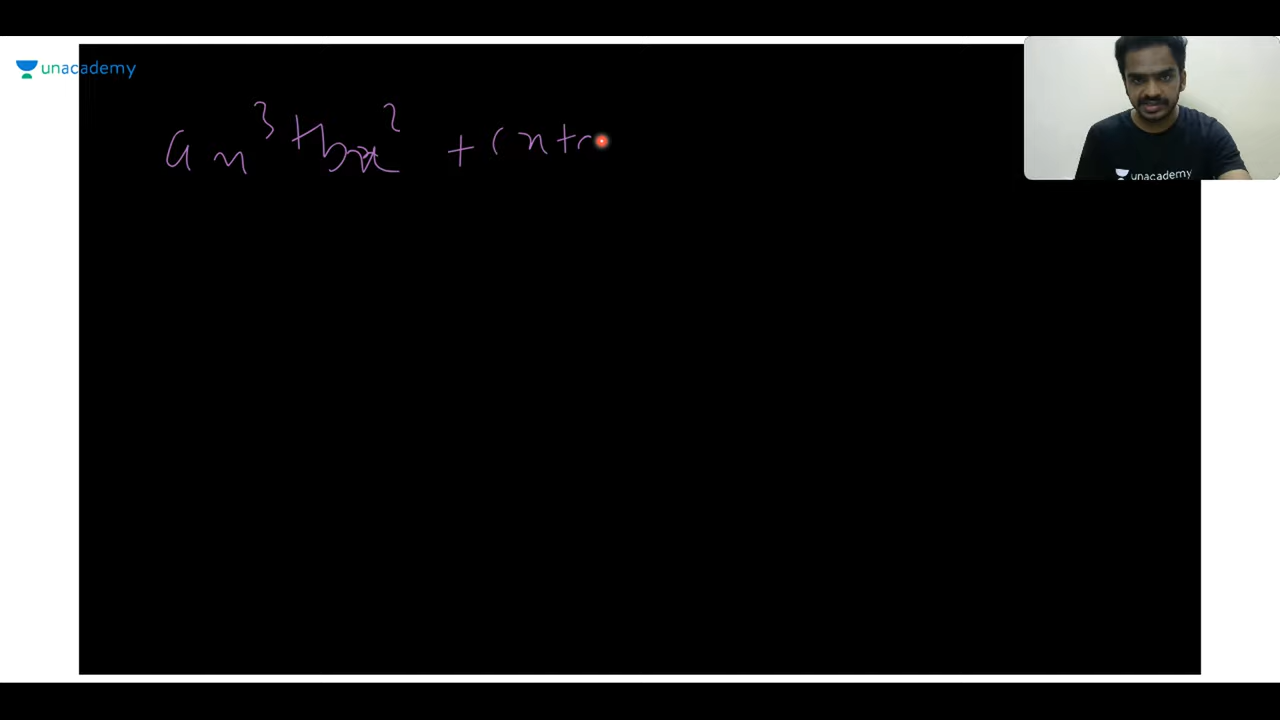 unacademy
ax³ + bx² + cx +
unacademy